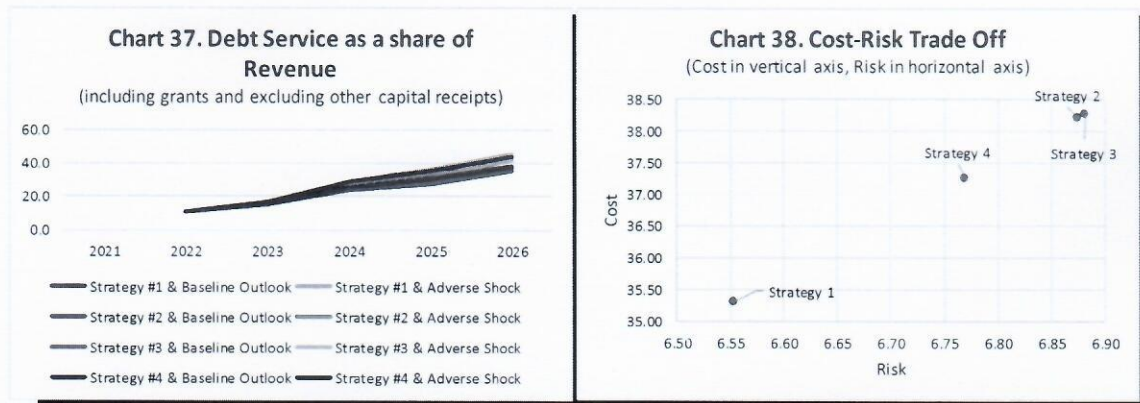 Chart 37. Debt Service as a share of
Revenue
(including grants and excluding other capital receipts)
60.0
40.0
20.0
0.0
2021 2022 2023 2024 2025 2026
Strategy #1 & Baseline Outlook Strategy #1 & Adverse Shock
Strategy #2 & Baseline Outlook Strategy #2 & Adverse Shock
Strategy #3 & Baseline Outlook Strategy #3 & Adverse Shock
Strategy #4 & Baseline Outlook Strategy #4 & Adverse Shock
Chart 38. Cost-Risk Trade Off
(Cost in vertical axis, Risk in horizontal axis)
38.50
38.00
37.50
37.00
36.50
36.00
35.50
35.00
Cost
Strategy 2
Strategy 3
Strategy 4
Strategy 1
6.50 6.55 6.60 6.65 6.70 6.75 6.80 6.85 6.90
Risk